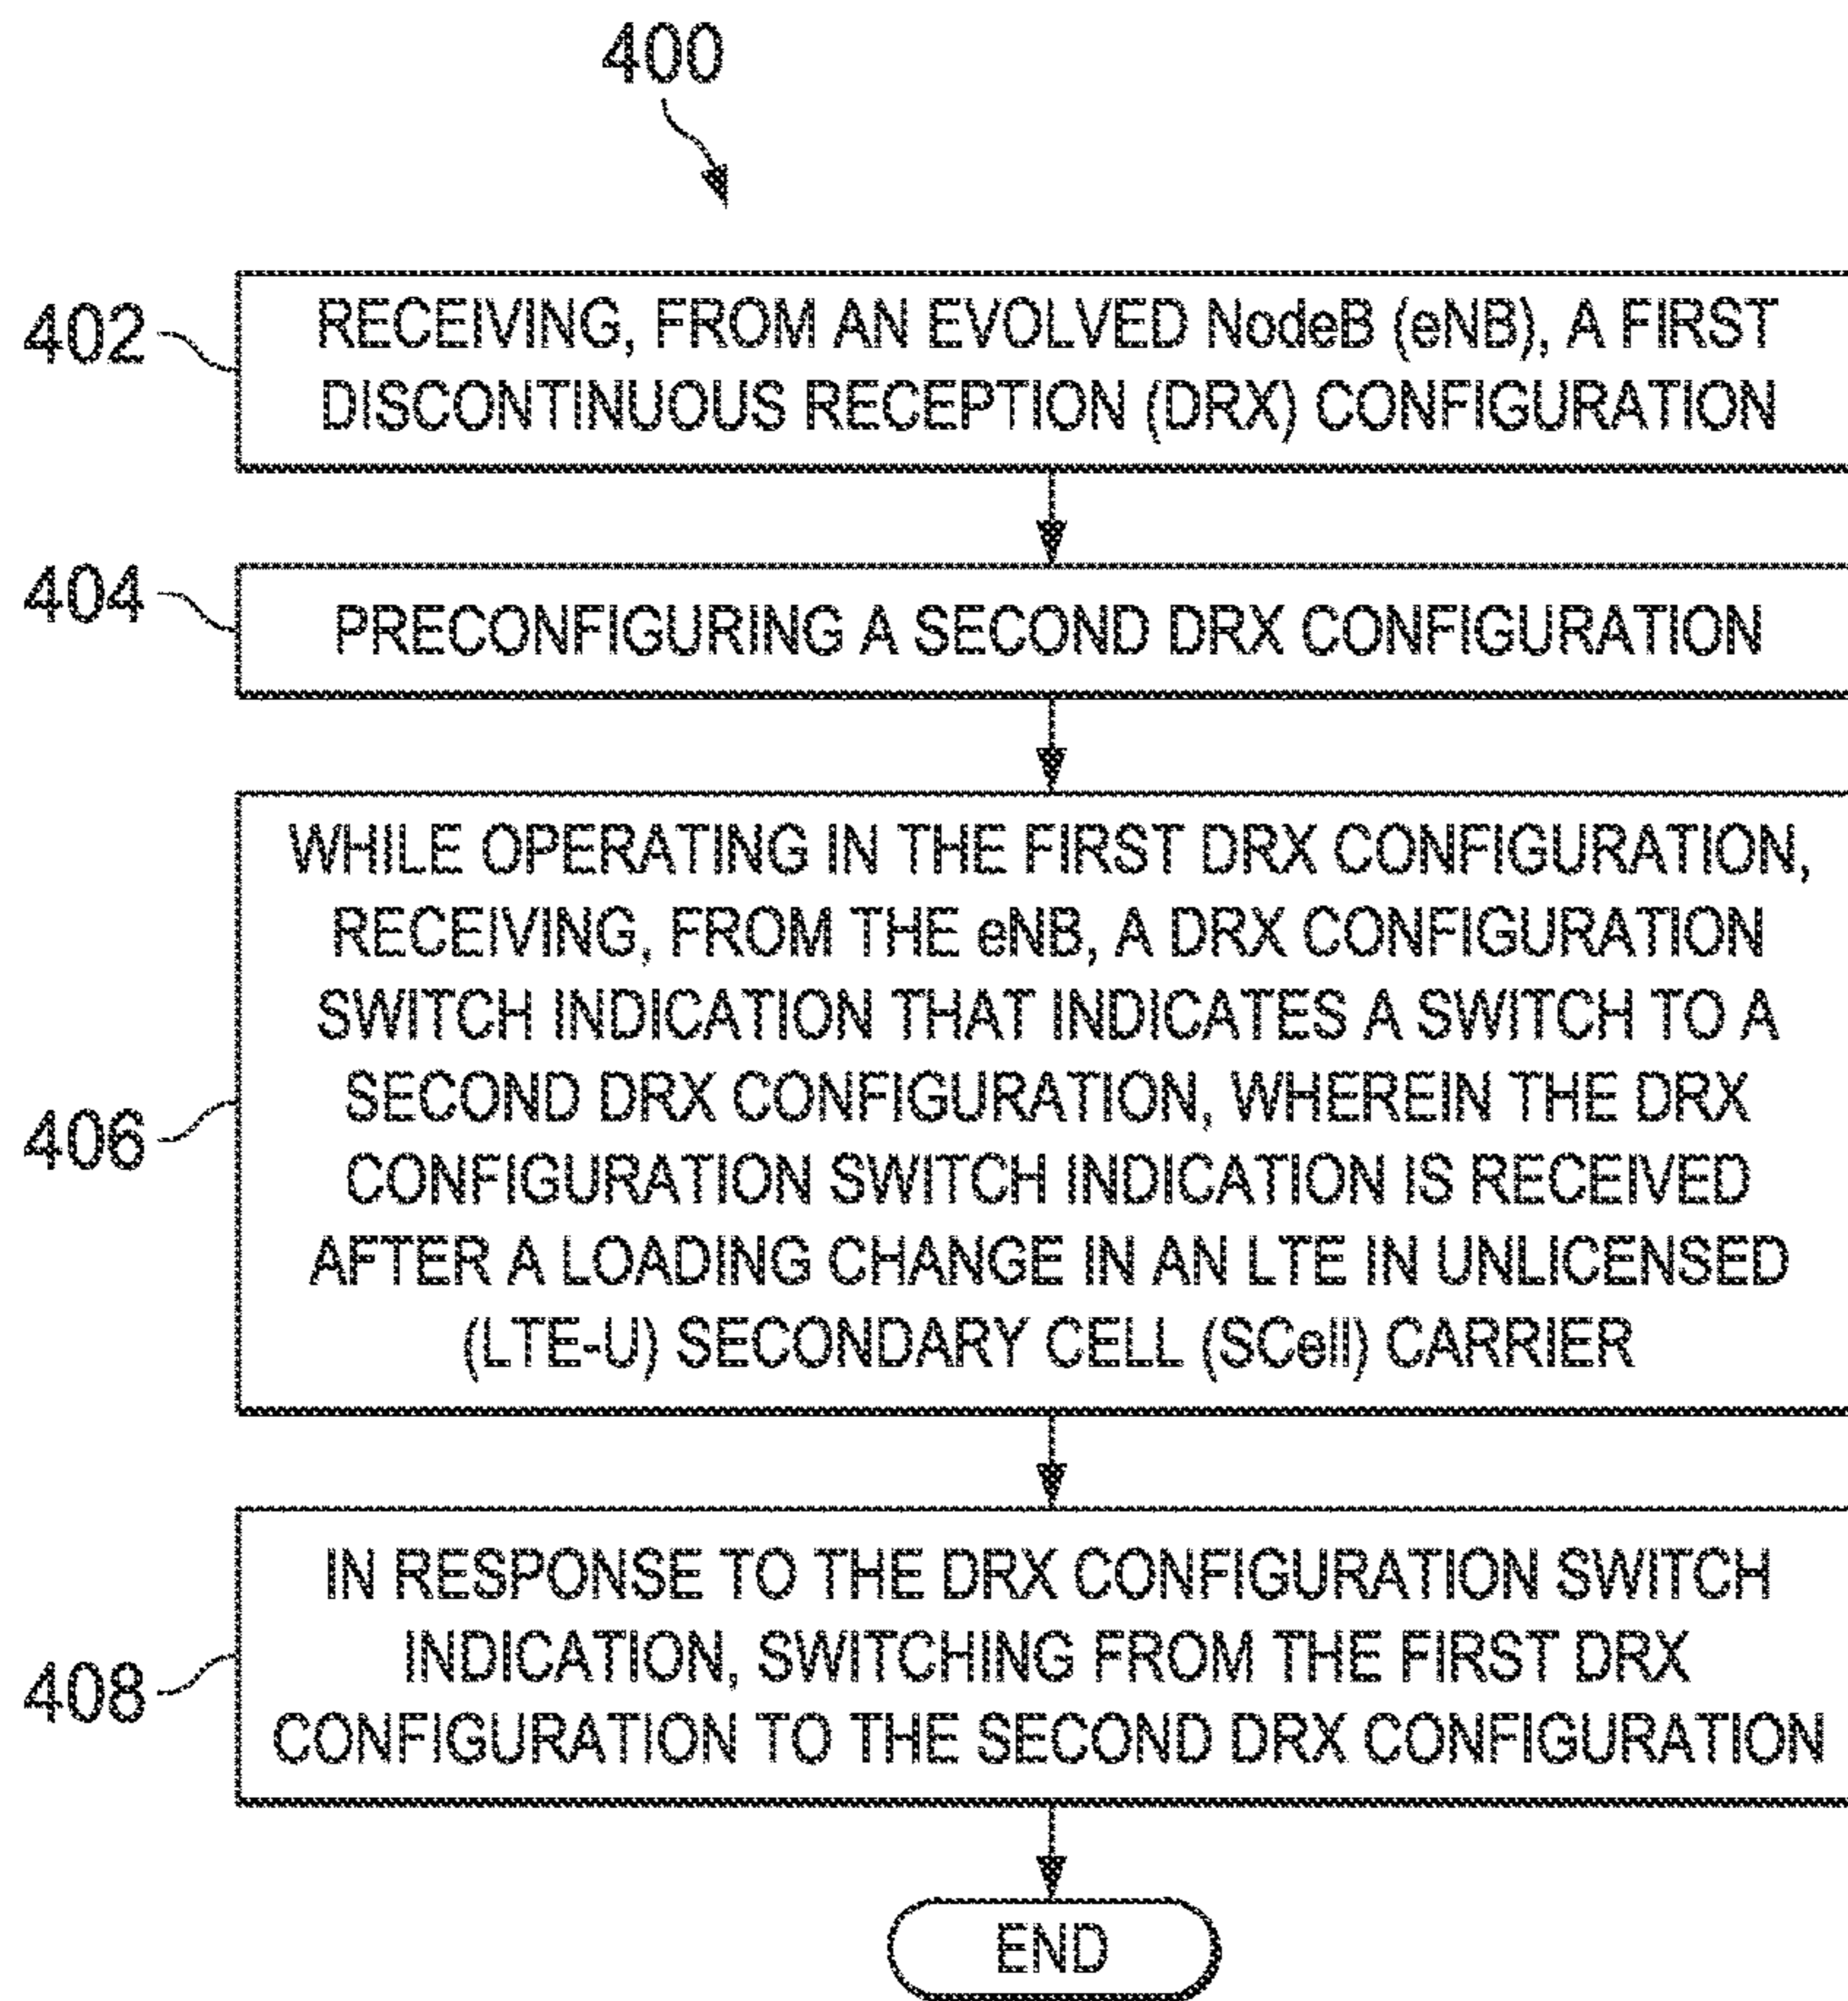 400
402
RECEIVING, FROM AN EVOLVED NodeB (eNB), A FIRST
DISCONTINUOUS RECEPTION (DRX) CONFIGURATION
404
PRECONFIGURING A SECOND DRX CONFIGURATION
406
WHILE OPERATING IN THE FIRST DRX CONFIGURATION,
RECEIVING, FROM THE eNB, A DRX CONFIGURATION
SWITCH INDICATION THAT INDICATES A SWITCH TO A
SECOND DRX CONFIGURATION, WHEREIN THE DRX
CONFIGURATION SWITCH INDICATION IS RECEIVED
AFTER A LOADING CHANGE IN AN LTE IN UNLICENSED
(LTE-U) SECONDARY CELL (SCell) CARRIER
408
IN RESPONSE TO THE DRX CONFIGURATION SWITCH
INDICATION, SWITCHING FROM THE FIRST DRX
CONFIGURATION TO THE SECOND DRX CONFIGURATION
END